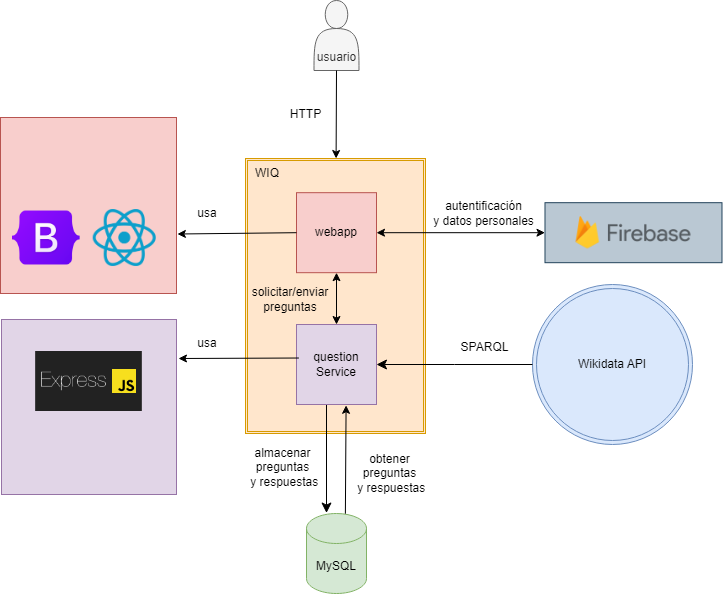 usuario
HTTP
WIQ
usa
webapp
autentificación
y datos personales
Firebase
B
solicitar/enviar
preguntas
usa
question
Service
SPARQL
Wikidata API
Express
JS
almacenar
preguntas
y respuestas
obtener
preguntas
y respuestas
MySQL